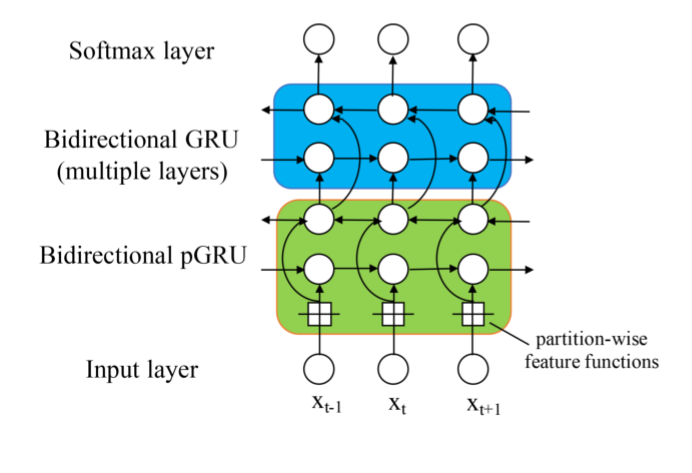 Softmax layer
Bidirectional GRU
(multiple layers)
Bidirectional pGRU
partition-wise
feature functions
Input layer
Xt-1 Xt Xt+1